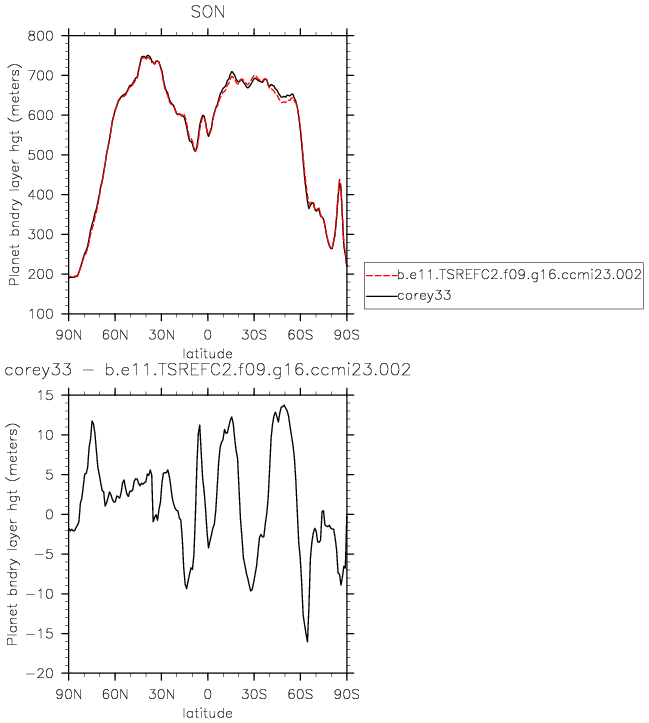 SON
800
700
600
500
400
300
200
100
Planet bndry layer hgt (meters)
90N 60N 30N 0 30S 60S 90S
latitude
b.e11.TSREFC2.f09.g16.ccmi23.002
corey33
corey33 - b.e11.TSREFC2.f09.g16.ccmi23.002
15
10
5
0
-5
-10
-15
-20
Planet bndry layer hgt (meters)
90N 60N 30N 0 30S 60S 90S
latitude